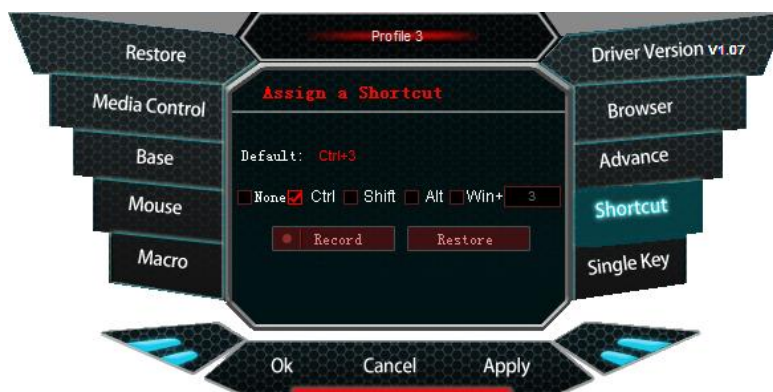 Profile 3
Restore
Media Control
Base
Mouse
Macro
Assign a Shortcut
Default: Ctrl+3
None Ctrl Shift Alt Win+ 3
Record Restore
Driver Version V1.07
Browser
Advance
Shortcut
Single Key
Ok Cancel Apply